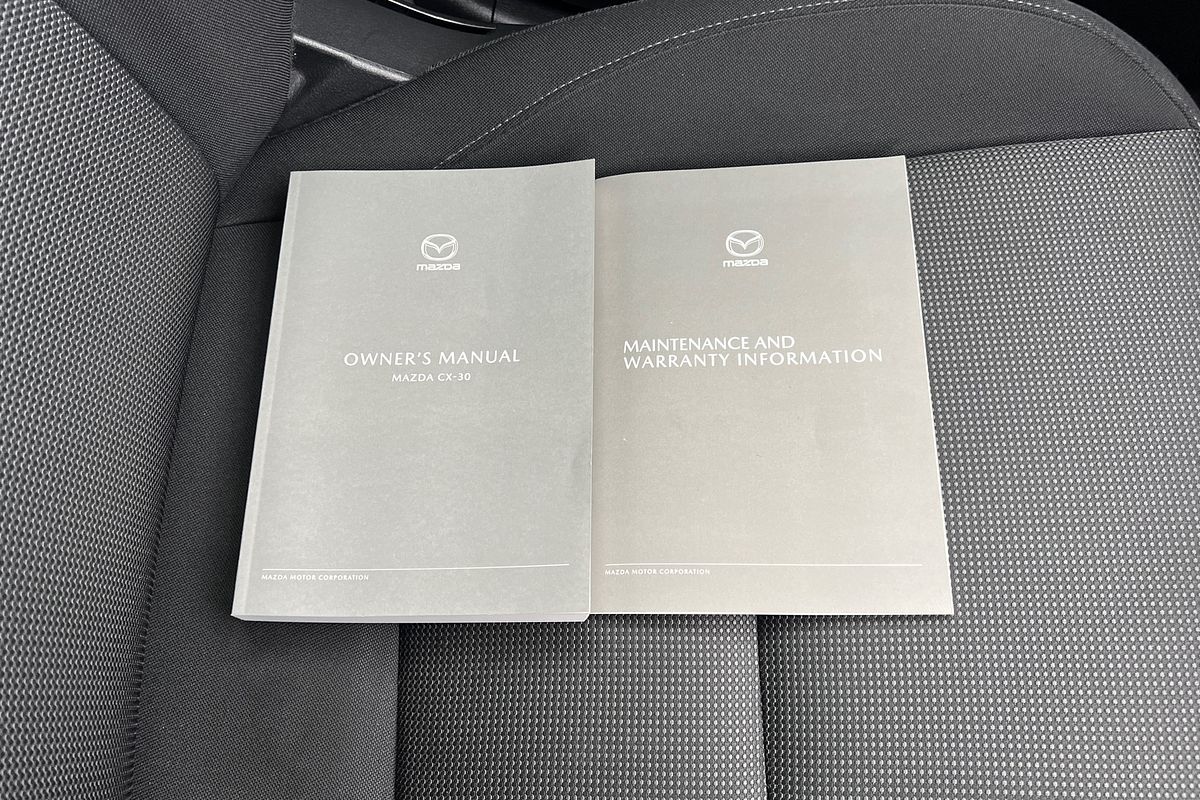 mazda
OWNER'S MANUAL
MAZDA CX-30
MAZDA MOTOR CORPORATION
mazda
MAINTENANCE AND
WARRANTY INFORMATION
MAZDA MOTOR CORPORATION